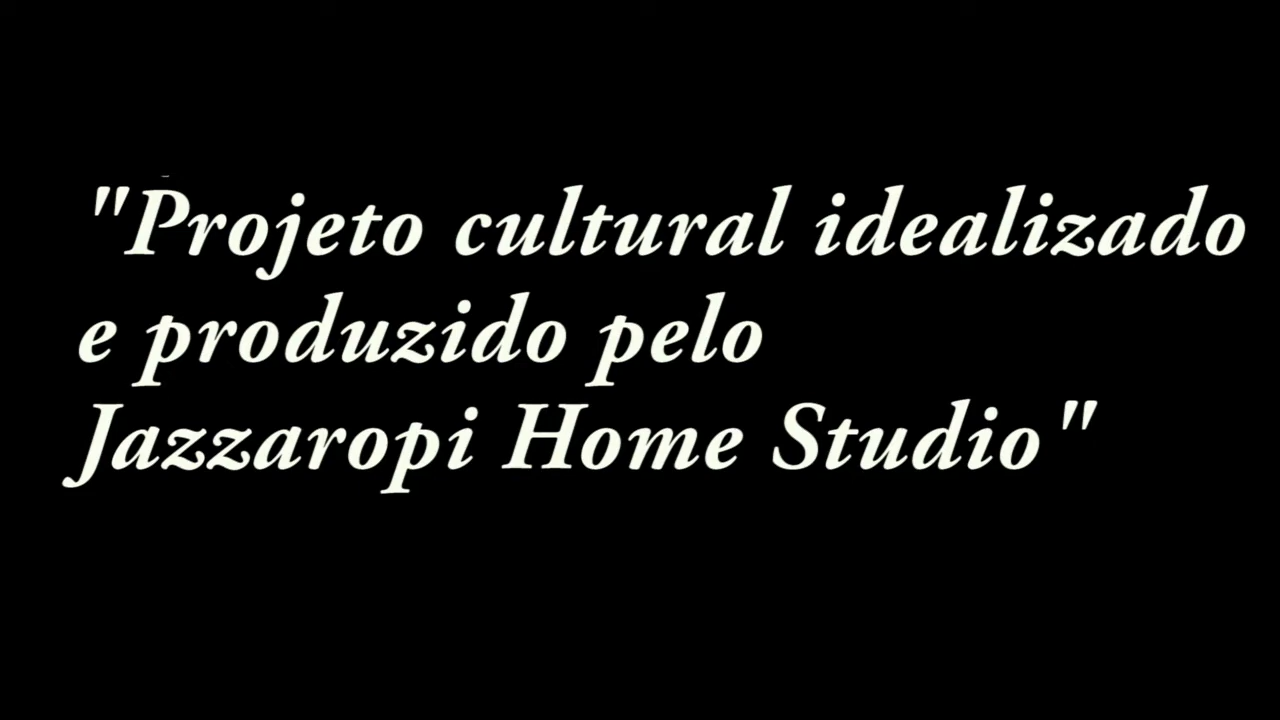 "Projeto cultural idealizado
e produzido pelo
Jazzaropi Home Studio"